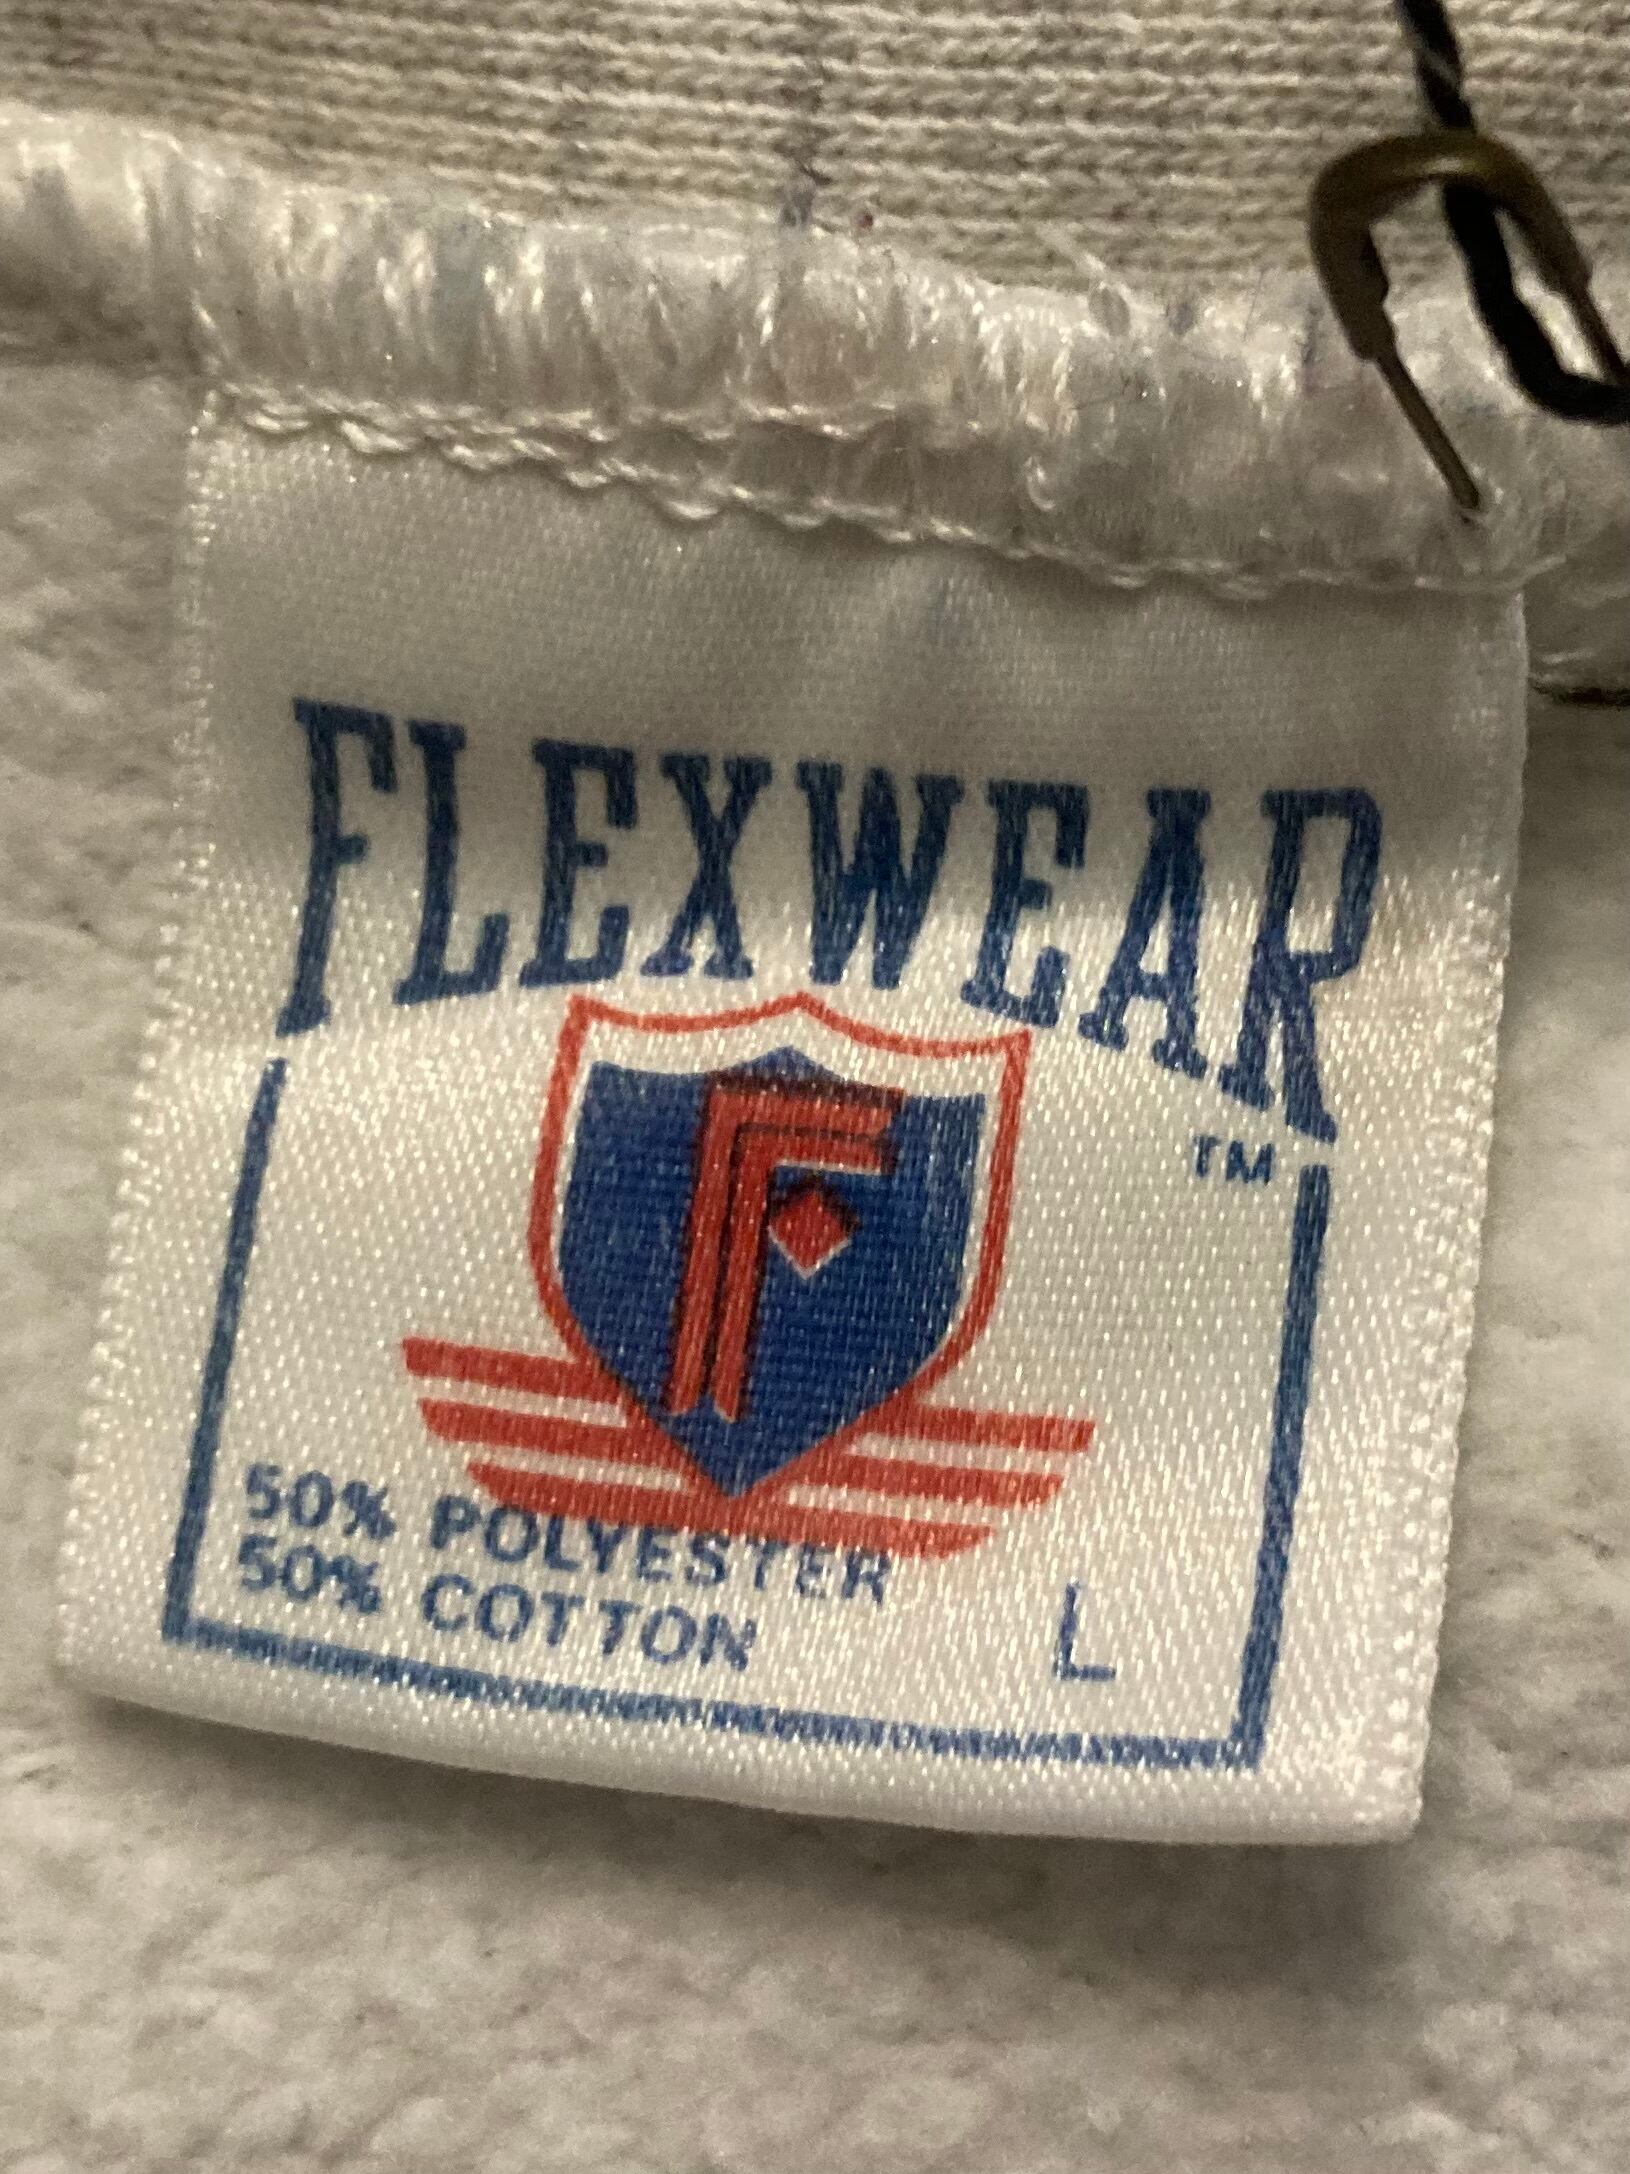 FLEXWEAR
TM
F
50% POLYESTER
50% COTTON
L